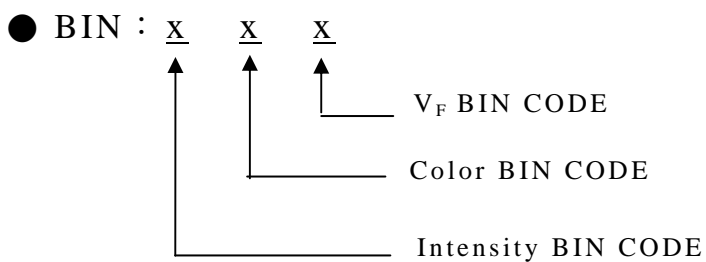 ● BIN：x x x
V_F BIN CODE
Color BIN CODE
Intensity BIN CODE